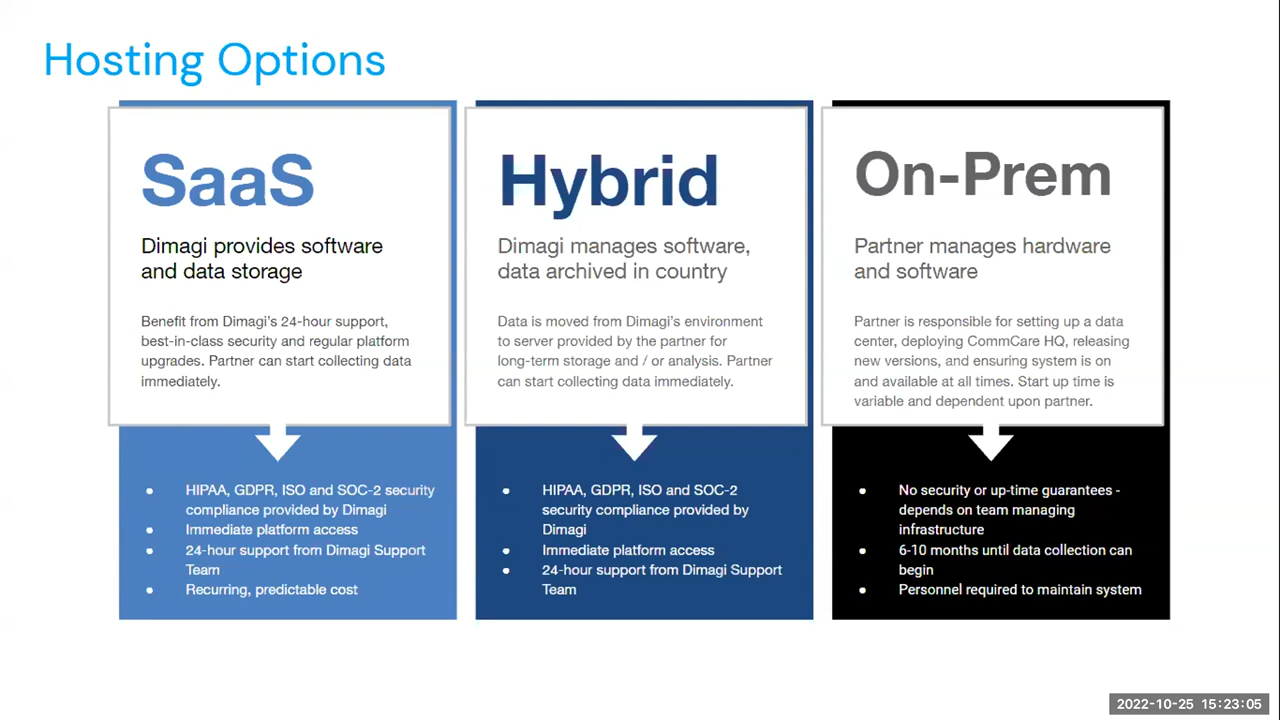 Hosting Options
SaaS
Dimagi provides software
and data storage
Benefit from Dimagi's 24-hour support,
best-in-class security and regular platform
upgrades. Partner can start collecting data
immediately.
• HIPAA, GDPR, ISO and SOC-2 security
compliance provided by Dimagi
• Immediate platform access
• 24-hour support from Dimagi Support
Team
• Recurring, predictable cost
Hybrid
Dimagi manages software,
data archived in country
Data is moved from Dimagi's environment
to server provided by the partner for
long-term storage and / or analysis. Partner
can start collecting data immediately.
• HIPAA, GDPR, ISO and SOC-2
security compliance provided by
Dimagi
• Immediate platform access
• 24-hour support from Dimagi Support
Team
On-Prem
Partner manages hardware
and software
Partner is responsible for setting up a data
center, deploying CommCare HQ, releasing
new versions, and ensuring system is on
and available at all times. Start up time is
variable and dependent upon partner.
• No security or up-time guarantees -
depends on team managing
infrastructure
• 6-10 months until data collection can
begin
• Personnel required to maintain system
2022-10-25 15:23:05